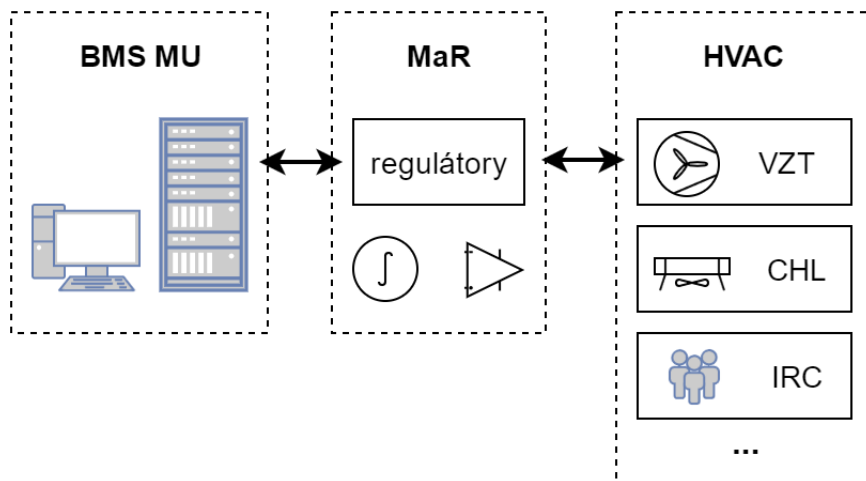 BMS MU
MaR
regulátory
∫
HVAC
VZT
CHL
IRC
...